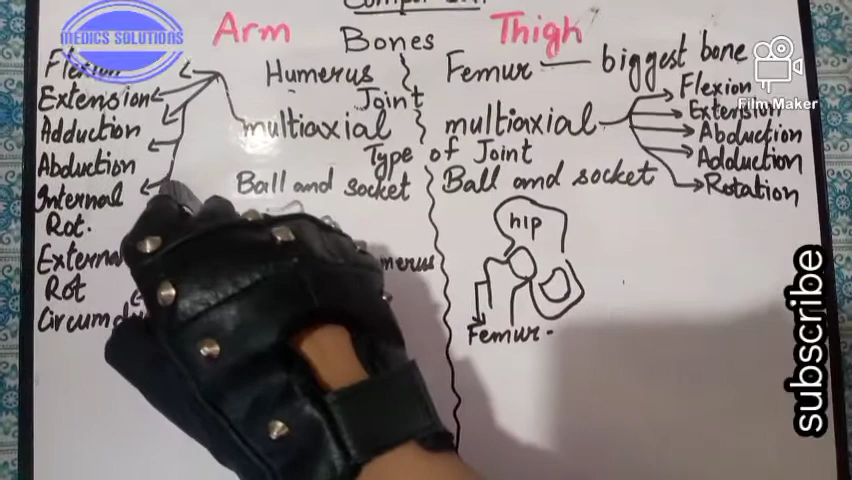 MEDICS SOLUTIONS
Arm
Thigh
Bones
Humerus
Femur — biggest bone
Film Maker
Joint
multiaxial
multiaxial
Flexion
Extension
Adduction
Abduction
Internal
Rot.
External
Rot
Flexion
Extension
Abduction
Adduction
Rotation
Type of Joint
Ball and socket
Ball and socket
hip
Femur
subscribe